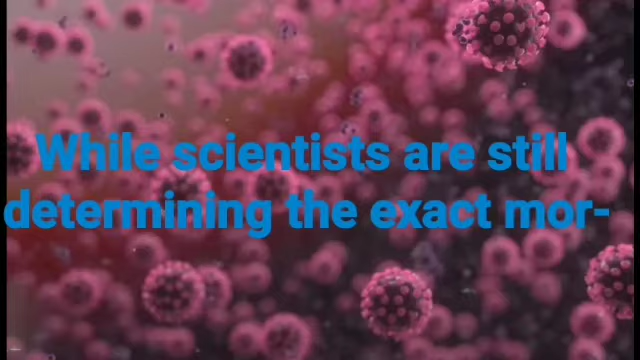 While scientists are still
determining the exact mor-